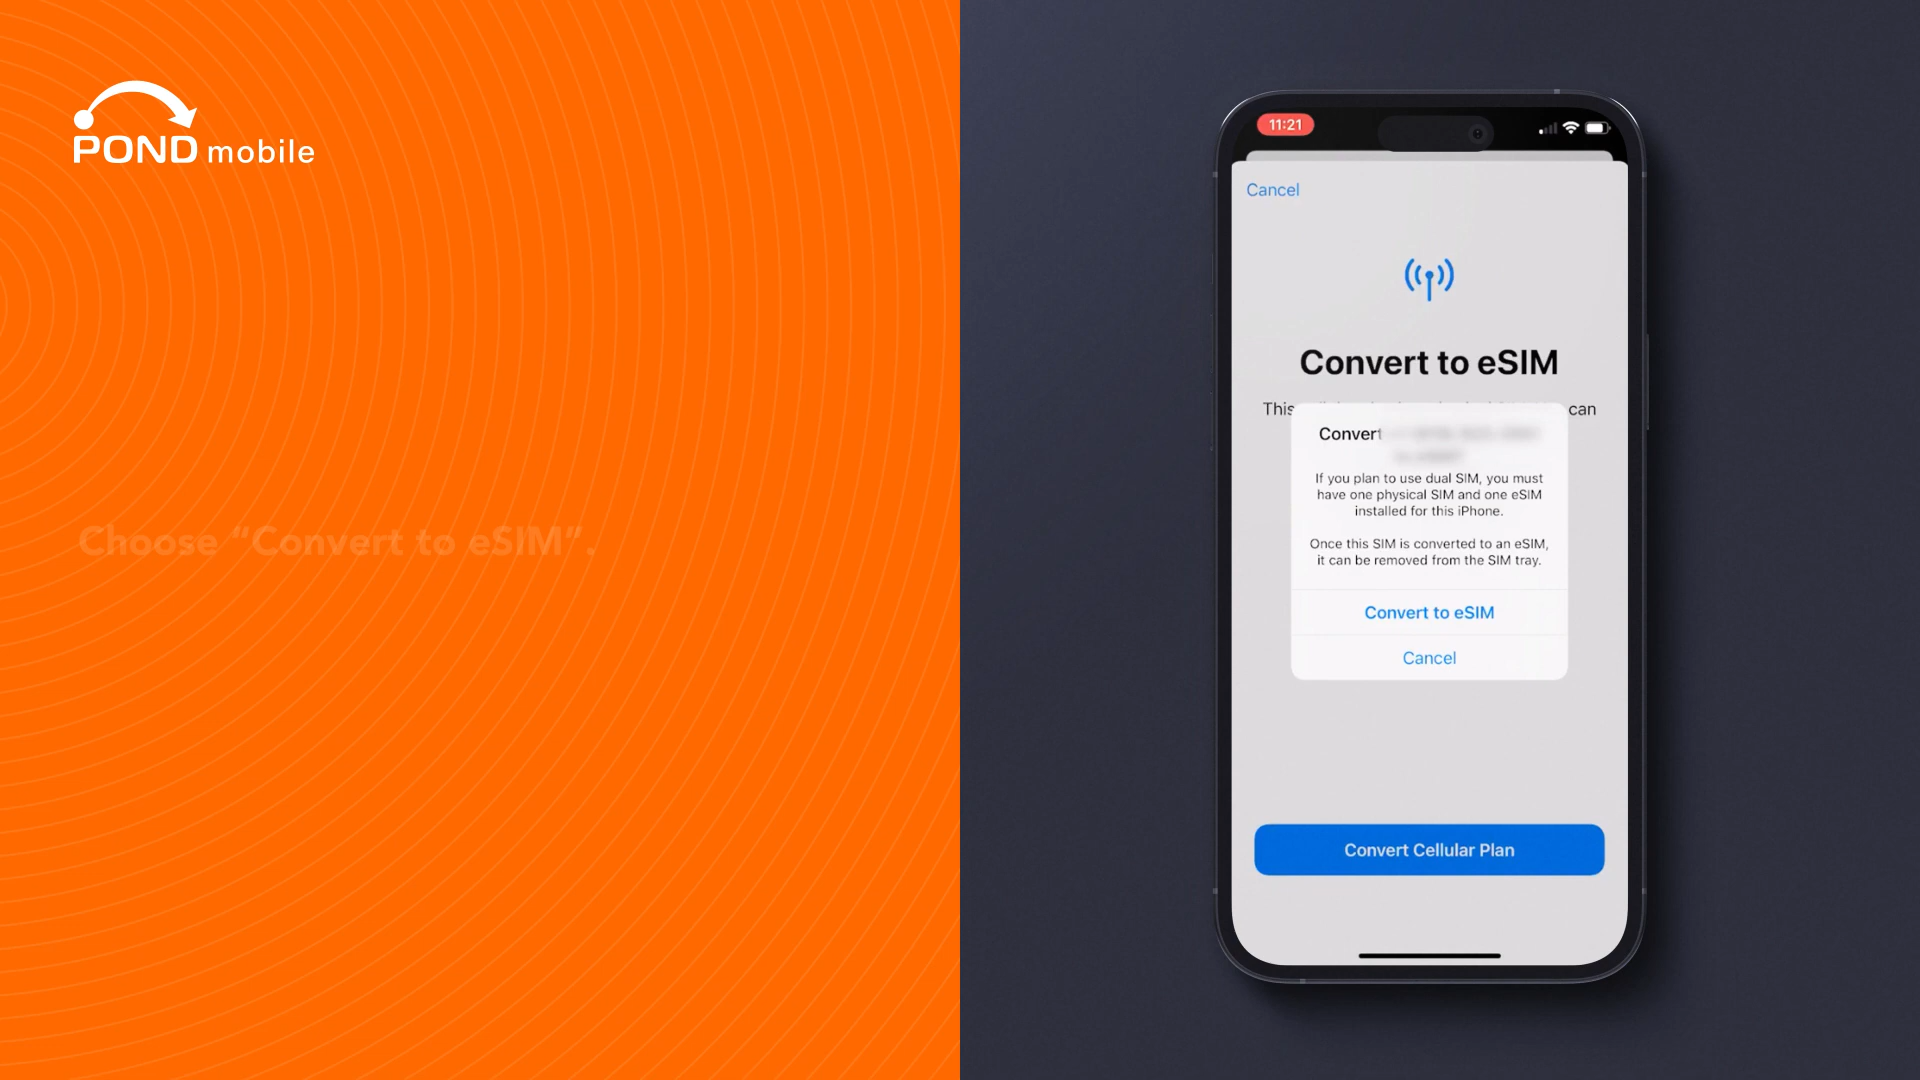 POND mobile
Choose “Convert to eSIM”.
11:21
Cancel
Convert to eSIM
This can
Convert
If you plan to use dual SIM, you must
have one physical SIM and one eSIM
installed for this iPhone.
Once this SIM is converted to an eSIM,
it can be removed from the SIM tray.
Convert to eSIM
Cancel
Convert Cellular Plan